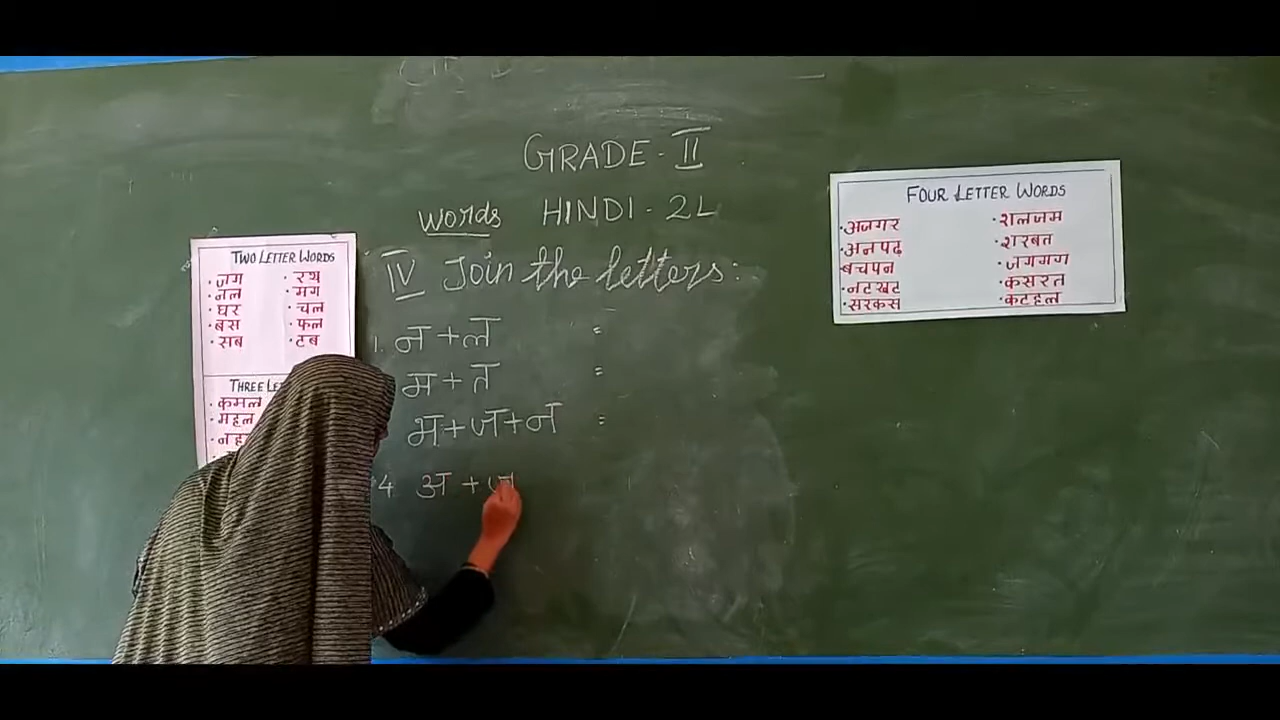 GRADE - II
Words HINDI - 2L
IV Join the letters:
1. न + ल =
म + त =
भ + ज + न =
4 अ + ज
TWO LETTER WORDS
• जग • रथ
• नल • मग
• घर • चल
• बस • फल
• सब • टब
THREE
• कमल
• महल
FOUR LETTER WORDS
• अजगर • शलजम
• अनपढ़ • शरबत
बचपन • जगमग
• नटखट • कसरत
• सरकस • कटहल